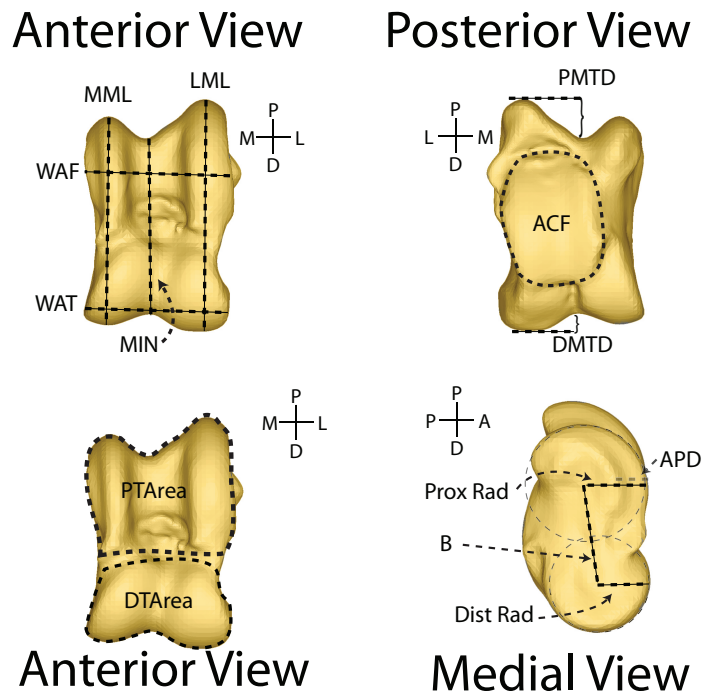 Anterior View
MML
LML
P
M
L
D
WAF
WAT
MIN
Posterior View
PMTD
P
L
M
D
ACF
DMTD
P
M
L
D
PTArea
DTArea
Anterior View
P
P
A
D
APD
Prox Rad
B
Dist Rad
Medial View